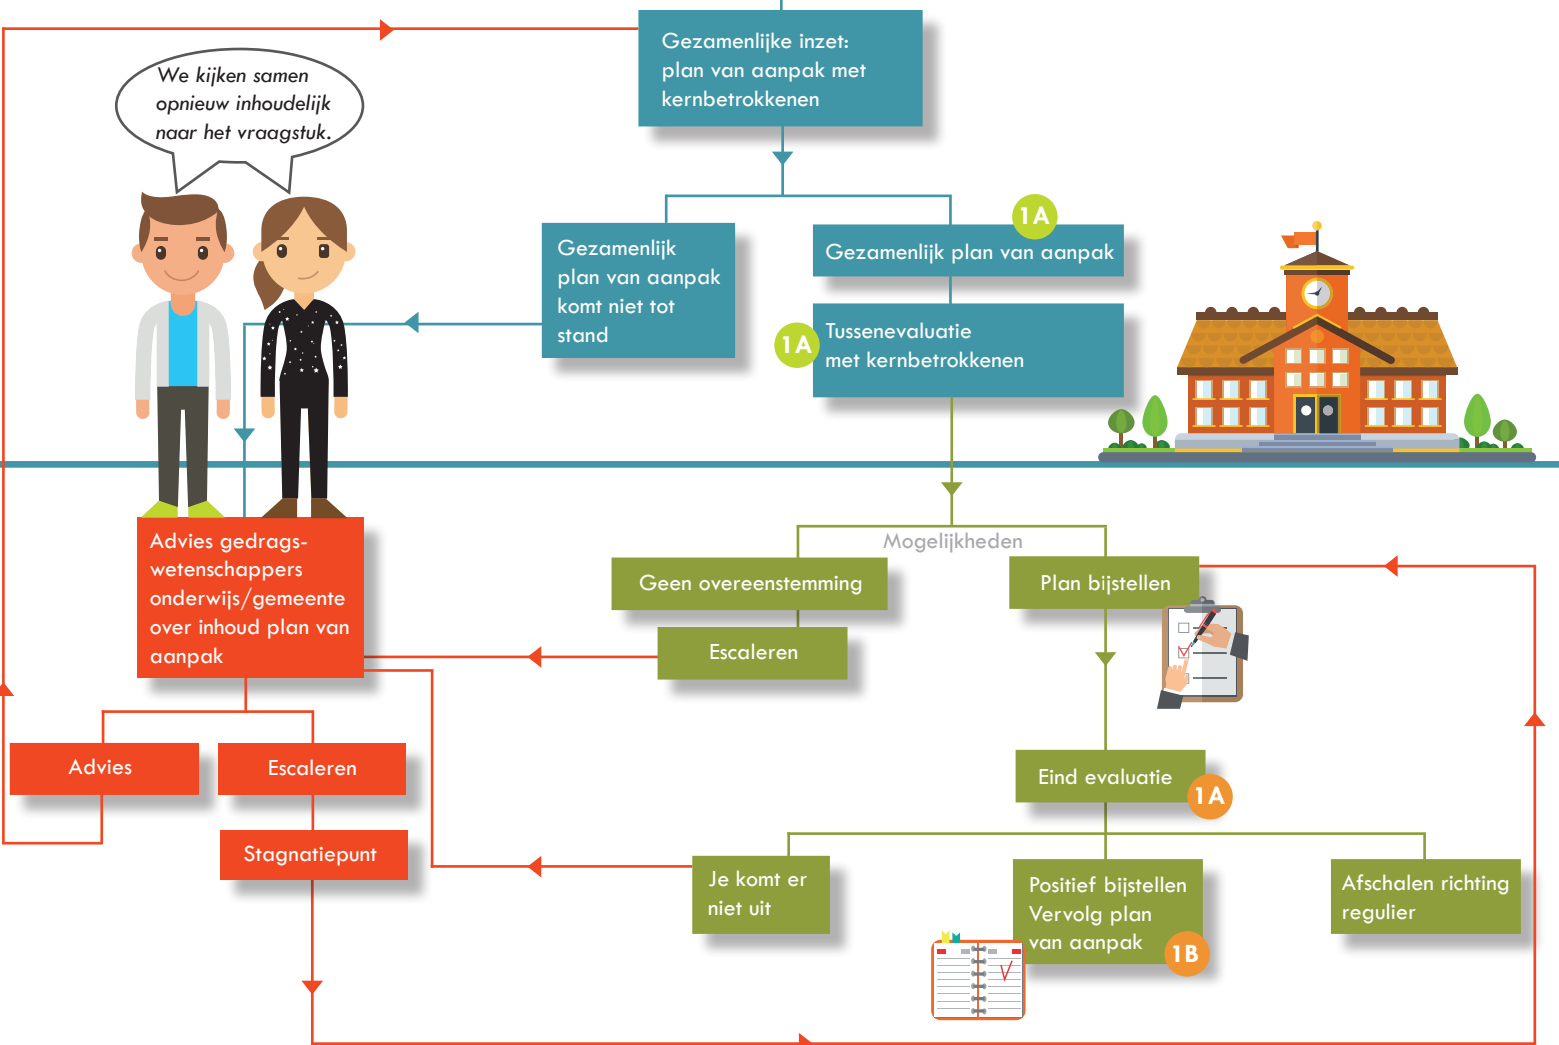 Gezamenlijke inzet:
plan van aanpak met
kernbetrokkenen
We kijken samen
opnieuw inhoudelijk
naar het vraagstuk.
Gezamenlijk
plan van aanpak
komt niet tot
stand
1A
Gezamenlijk plan van aanpak
1A
Tussenevaluatie
met kernbetrokkenen
Mogelijkheden
Advies gedrags-
wetenschappers
onderwijs/gemeente
over inhoud plan van
aanpak
Geen overeenstemming
Plan bijstellen
Escaleren
Advies
Escaleren
Eind evaluatie
1A
Stagnatiepunt
Je komt er
niet uit
Positief bijstellen
Vervolg plan
van aanpak
1B
Afschalen richting
regulier